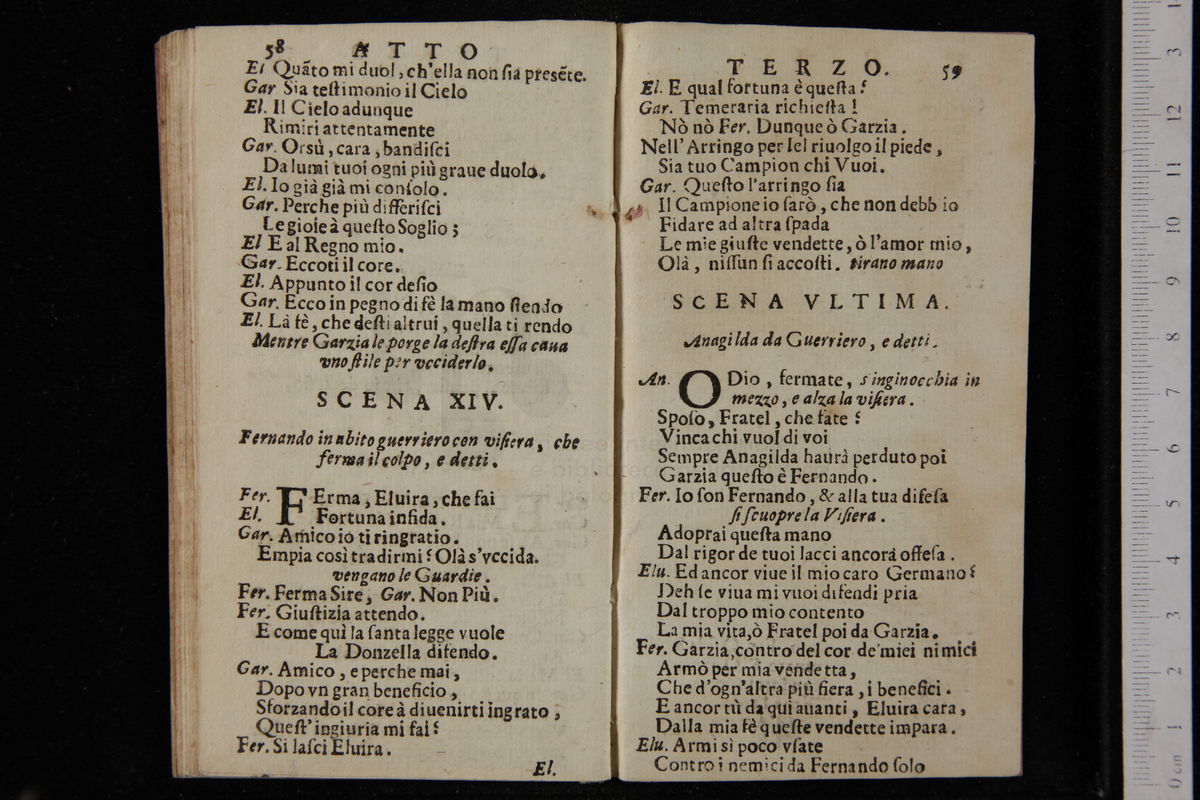 58 ATTO
El Quãto mi duol, ch'ella non ſia presẽte.
Gar Sia teſtimonio il Cielo
El. Il Cielo adunque
Rimiri attentamente
Gar. Orsù, cara, bandiſci
Da lumi tuoi ogni più graue duolo.
El. Io già già mi conſolo.
Gar. Perche più differiſci
Le gioie à queſto Soglio;
El E al Regno mio.
Gar. Eccoti il core.
El. Appunto il cor deſio
Gar. Ecco in pegno di fè la mano ſtendo
El. La fè, che deſti altrui, quella ti rendo
Mentre Garzia le porge la deſtra eſſa caua
vno ſtile per vcciderlo.
SCENA XIV.
Fernando in abito guerriero con viſiera, che
ferma il colpo, e detti.
Fer. FErma, Eluira, che fai
El. Fortuna infida.
Gar. Amico io ti ringratio.
Empia così tradirmi? Olà s'vccida.
vengano le Guardie.
Fer. Ferma Sire, Gar. Non Più.
Fer. Giuſtizia attendo.
E come quì la ſanta legge vuole
La Donzella difendo.
Gar. Amico, e perche mai,
Dopo vn gran beneficio,
Sforzando il core à diuenirti ingrato,
Queſt' ingiuria mi fai?
Fer. Si laſci Eluira.
El.
TERZO. 59
El. E qual fortuna è queſta?
Gar. Temeraria richieſta!
Nò nò Fer. Dunque ò Garzia.
Nell' Arringo per lei riuolgo il piede,
Sia tuo Campion chi Vuoi.
Gar. Queſto l'arringo ſia
Il Campione io ſarò, che non debb io
Fidare ad altra ſpada
Le mie giuſte vendette, ò l'amor mio,
Olà, niſſun ſi accoſti. tirano mano
SCENA VLTIMA.
Anagilda da Guerriero, e detti.
An. O Dio, fermate, s'inginocchia in
mezzo, e alza la viſiera.
Spoſo, Fratel, che fate?
Vinca chi vuol di voi
Sempre Anagilda haurà perduto poi
Garzia queſto è Fernando.
Fer. Io ſon Fernando, & alla tua difeſa
ſi ſcuopre la Viſiera.
Adoprai queſta mano
Dal rigor de tuoi lacci ancora offeſa.
Elu. Ed ancor viue il mio caro Germano?
Deh ſe viua mi vuoi difendi pria
Dal troppo mio contento
La mia vita, ò Fratel poi da Garzia.
Fer. Garzia, contro del cor de'miei nimici
Armò per mia vendetta,
Che d'ogn'altra più fiera, i benefici.
E ancor tù da qui auanti, Eluira cara,
Dalla mia fè queſte vendette impara.
Elu. Armi sì poco vſate
Contro i nemici da Fernando ſolo